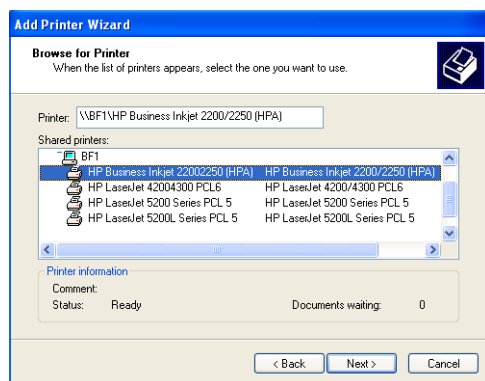 Add Printer Wizard
Browse for Printer
When the list of printers appears, select the one you want to use.
Printer: \\BF1\HP Business Inkjet 2200/2250 (HPA)
Shared printers:
BF1
HP Business Inkjet 22002250 (HPA) HP Business Inkjet 2200/2250 (HPA)
HP LaserJet 42004300 PCL6 HP LaserJet 4200/4300 PCL6
HP LaserJet 5200 Series PCL 5 HP LaserJet 5200 Series PCL 5
HP LaserJet 5200L Series PCL 5 HP LaserJet 5200L Series PCL 5
Printer information
Comment:
Status: Ready Documents waiting: 0
< Back Next > Cancel